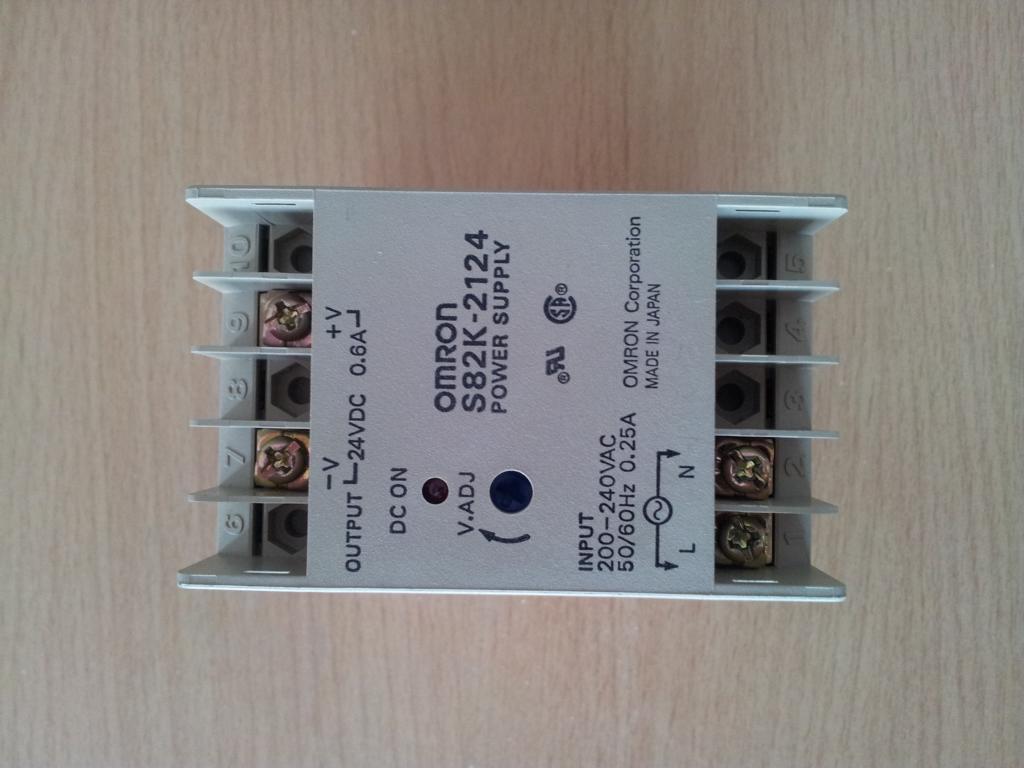 6 7 8 9 10
−V +V
OUTPUT 24VDC 0.6A
DC ON
V.ADJ
OMRON
S82K-2124
POWER SUPPLY
INPUT
200-240VAC
50/60Hz 0.25A
OMRON Corporation
MADE IN JAPAN
L N
1 2 3 4 5